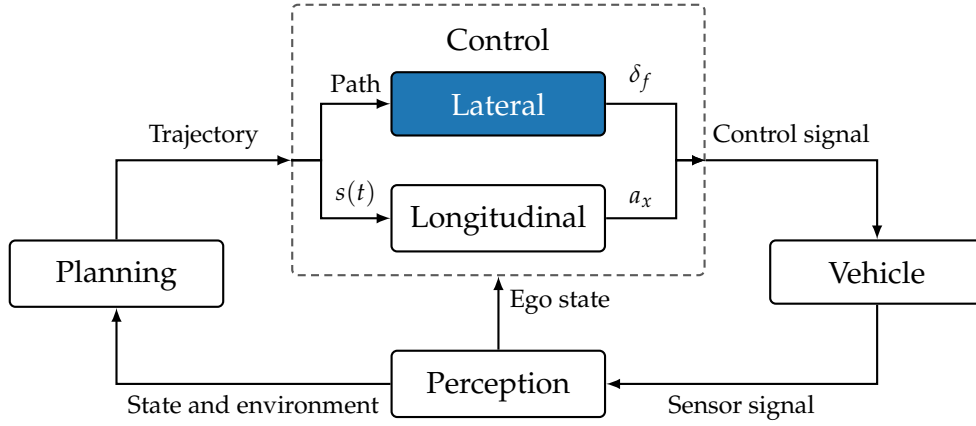 Control
Path
Lateral
δ_f
Trajectory
Control signal
s(t)
Longitudinal
a_x
Planning
Vehicle
Ego state
Perception
State and environment
Sensor signal